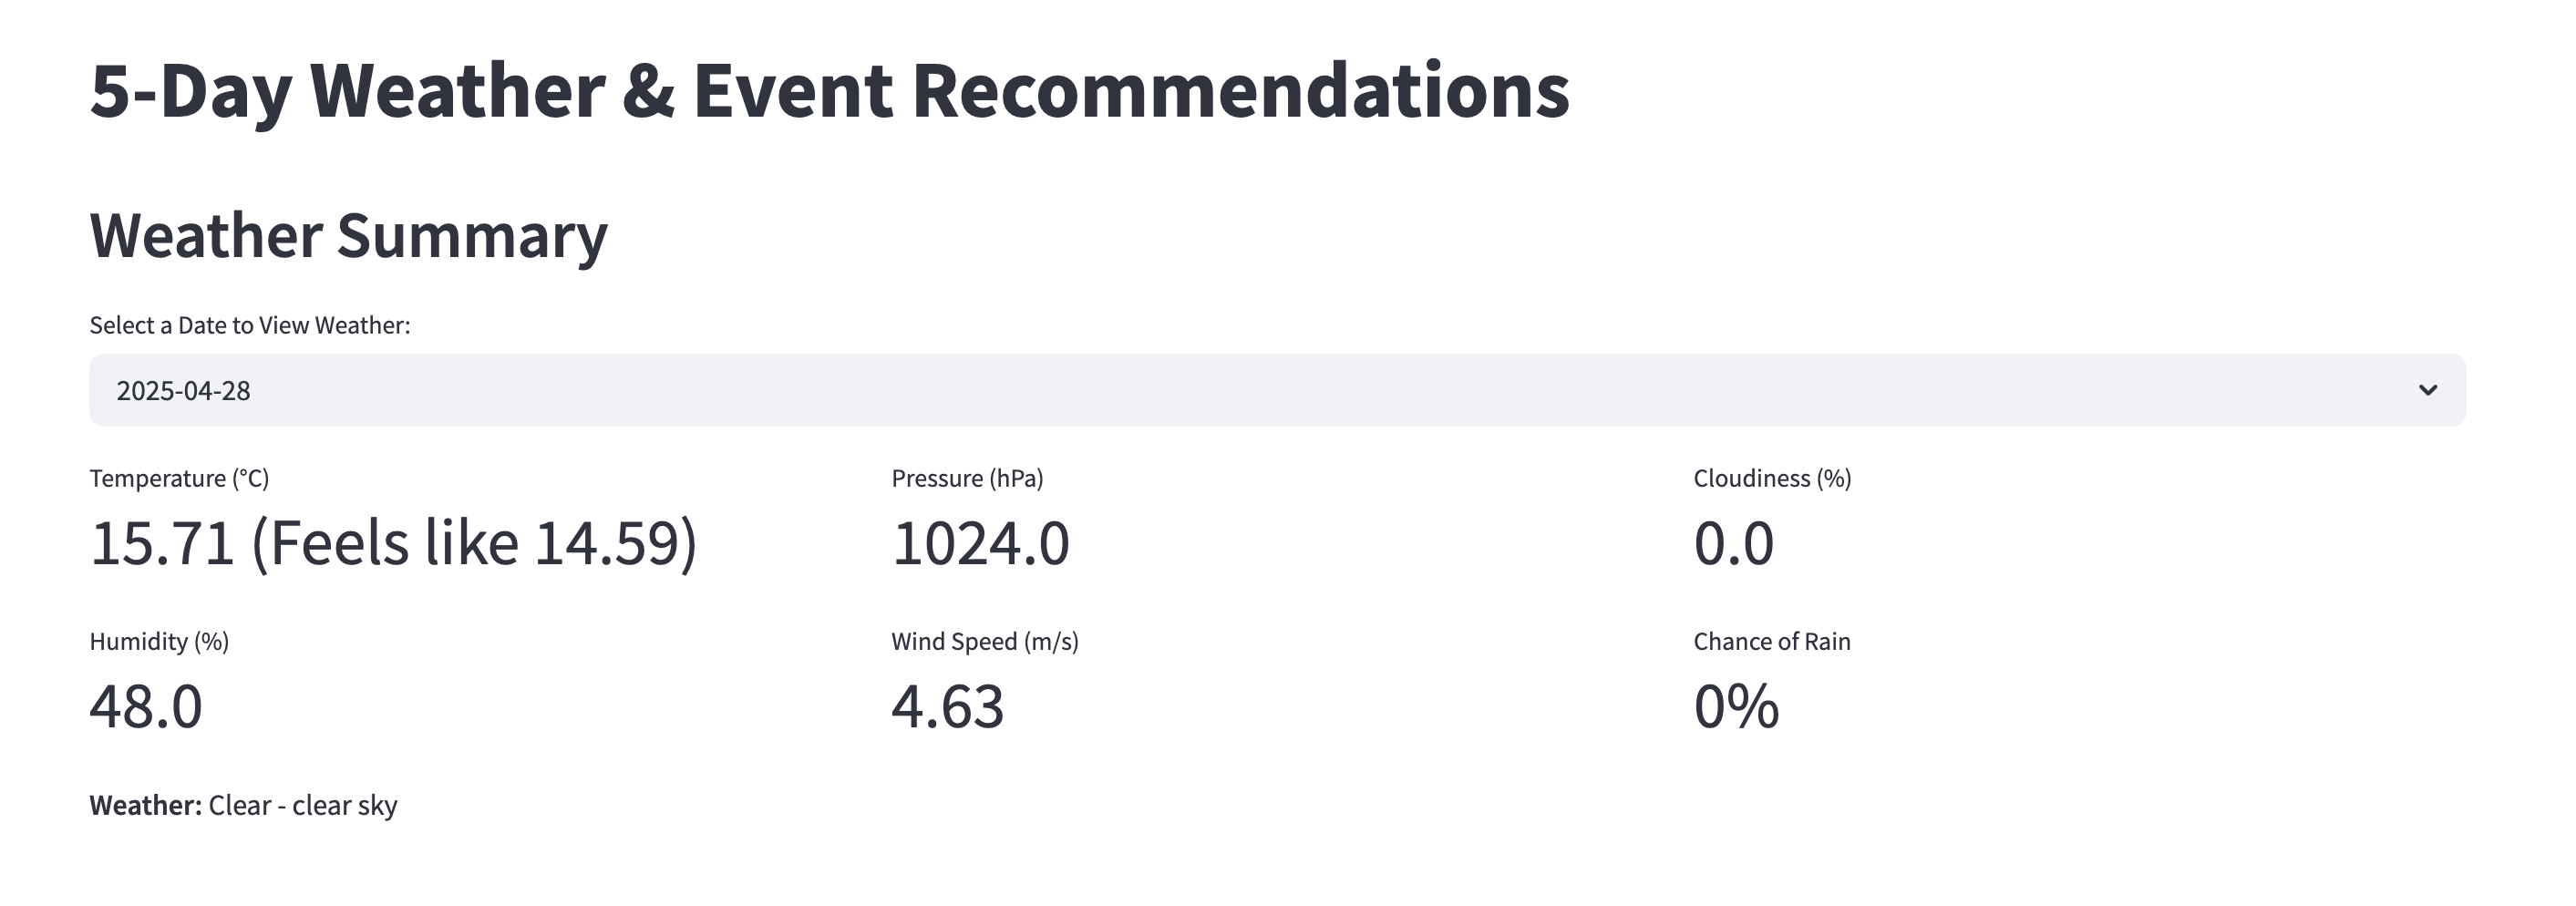 5-Day Weather & Event Recommendations
Weather Summary
Select a Date to View Weather:
2025-04-28
Temperature (°C)
15.71 (Feels like 14.59)
Pressure (hPa)
1024.0
Cloudiness (%)
0.0
Humidity (%)
48.0
Wind Speed (m/s)
4.63
Chance of Rain
0%
Weather: Clear - clear sky